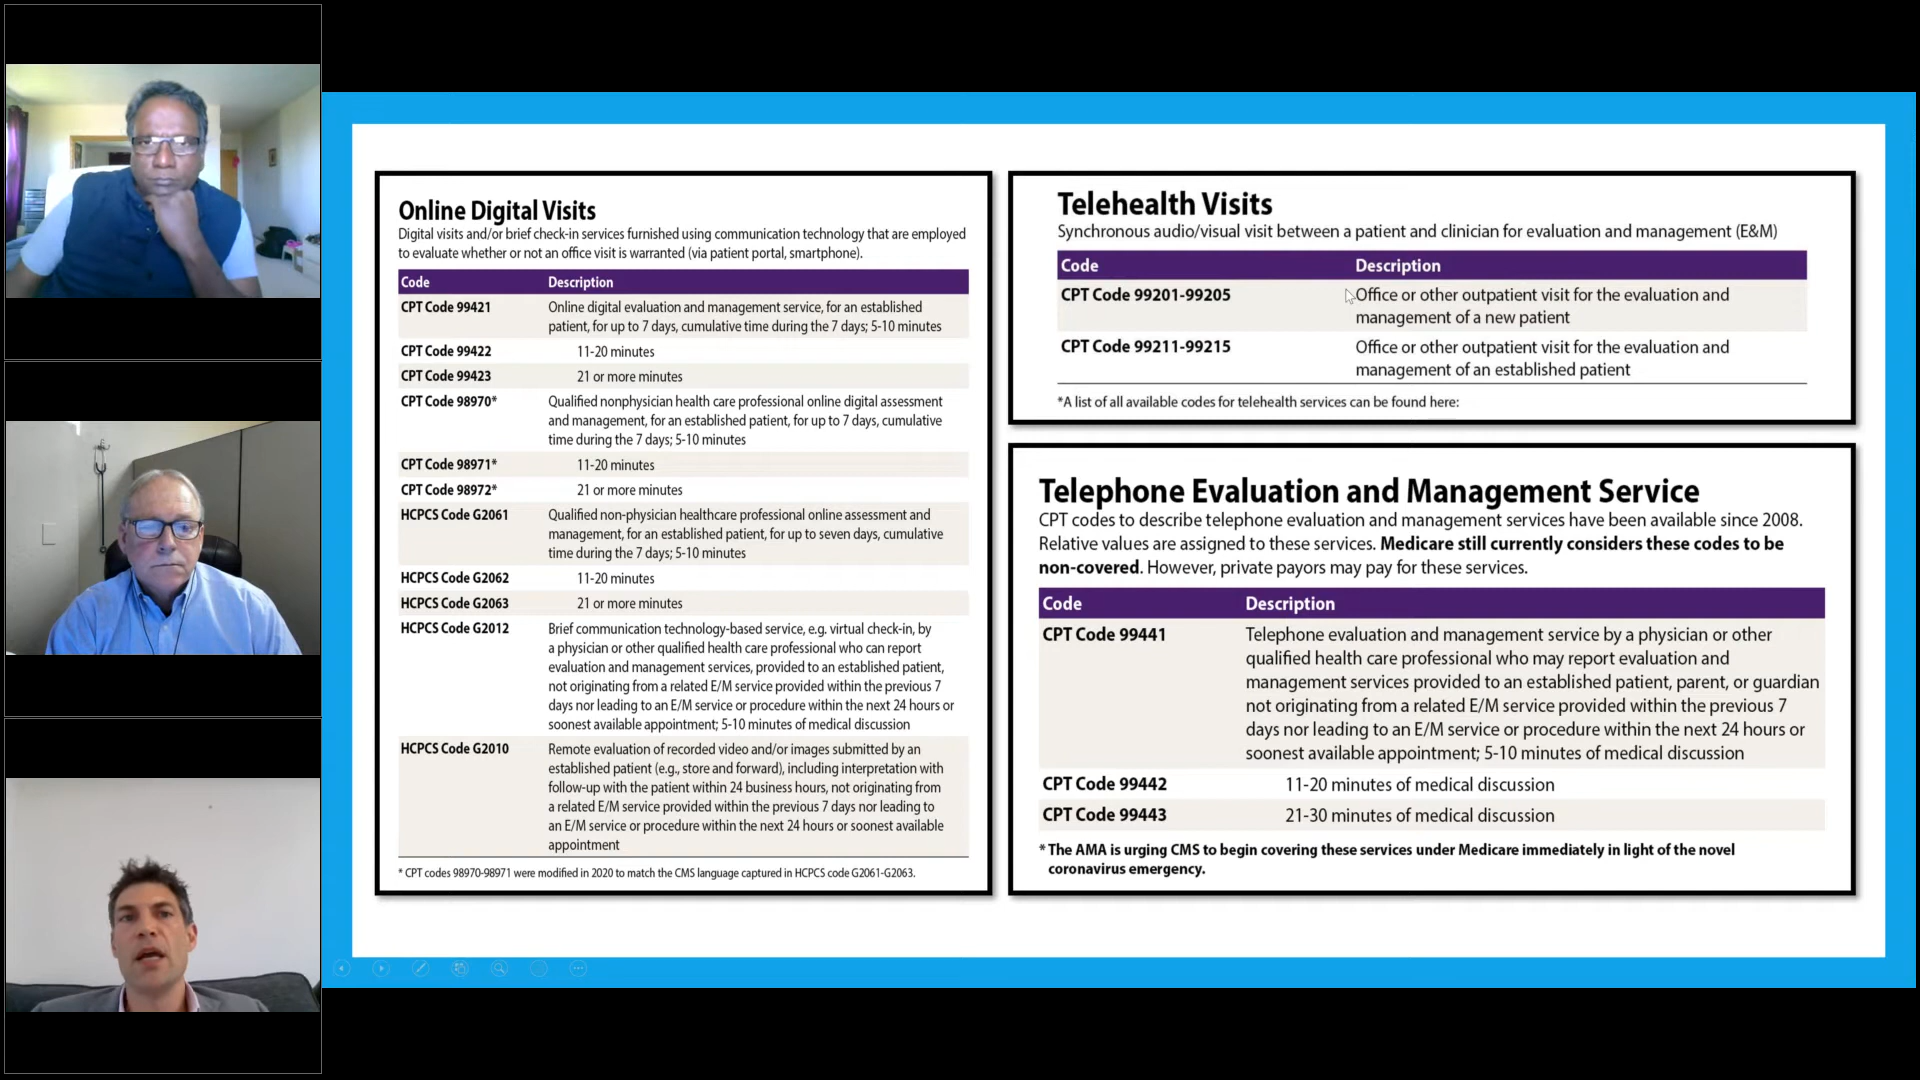 Online Digital Visits
Digital visits and/or brief check-in services furnished using communication technology that are employed
to evaluate whether or not an office visit is warranted (via patient portal, smartphone).
Code Description
CPT Code 99421 Online digital evaluation and management service, for an established
patient, for up to 7 days, cumulative time during the 7 days; 5-10 minutes
CPT Code 99422 11-20 minutes
CPT Code 99423 21 or more minutes
CPT Code 98970* Qualified nonphysician health care professional online digital assessment
and management, for an established patient, for up to 7 days, cumulative
time during the 7 days; 5-10 minutes
CPT Code 98971* 11-20 minutes
CPT Code 98972* 21 or more minutes
HCPCS Code G2061 Qualified non-physician healthcare professional online assessment and
management, for an established patient, for up to seven days, cumulative
time during the 7 days; 5-10 minutes
HCPCS Code G2062 11-20 minutes
HCPCS Code G2063 21 or more minutes
HCPCS Code G2012 Brief communication technology-based service, e.g. virtual check-in, by
a physician or other qualified health care professional who can report
evaluation and management services, provided to an established patient,
not originating from a related E/M service provided within the previous 7
days nor leading to an E/M service or procedure within the next 24 hours or
soonest available appointment; 5-10 minutes of medical discussion
HCPCS Code G2010 Remote evaluation of recorded video and/or images submitted by an
established patient (e.g., store and forward), including interpretation with
follow-up with the patient within 24 business hours, not originating from
a related E/M service provided within the previous 7 days nor leading to
an E/M service or procedure within the next 24 hours or soonest available
appointment
* CPT codes 98970-98971 were modified in 2020 to match the CMS language captured in HCPCS code G2061-G2063.
Telehealth Visits
Synchronous audio/visual visit between a patient and clinician for evaluation and management (E&M)
Code Description
CPT Code 99201-99205 Office or other outpatient visit for the evaluation and
management of a new patient
CPT Code 99211-99215 Office or other outpatient visit for the evaluation and
management of an established patient
*A list of all available codes for telehealth services can be found here:
Telephone Evaluation and Management Service
CPT codes to describe telephone evaluation and management services have been available since 2008.
Relative values are assigned to these services. Medicare still currently considers these codes to be
non-covered. However, private payors may pay for these services.
Code Description
CPT Code 99441 Telephone evaluation and management service by a physician or other
qualified health care professional who may report evaluation and
management services provided to an established patient, parent, or guardian
not originating from a related E/M service provided within the previous 7
days nor leading to an E/M service or procedure within the next 24 hours or
soonest available appointment; 5-10 minutes of medical discussion
CPT Code 99442 11-20 minutes of medical discussion
CPT Code 99443 21-30 minutes of medical discussion
* The AMA is urging CMS to begin covering these services under Medicare immediately in light of the novel
coronavirus emergency.